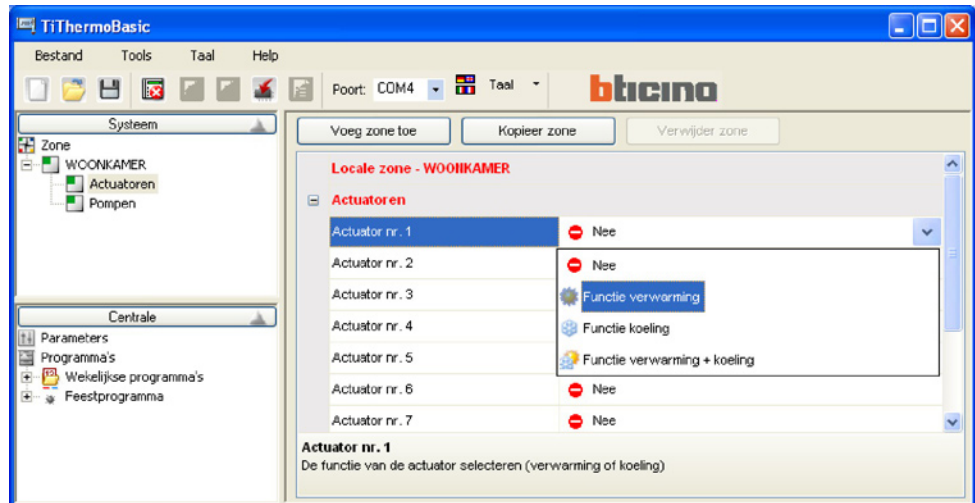 TiThermoBasic
Bestand Tools Taal Help
Poort: COM4 Taal bticino
Systeem
Zone
WOONKAMER
Actuatoren
Pompen
Centrale
Parameters
Programma's
Wekelijkse programma's
Feestprogramma
Voeg zone toe Kopieer zone Verwijder zone
Locale zone - WOONKAMER
Actuatoren
Actuator nr. 1 Nee
Actuator nr. 2 Nee
Actuator nr. 3 Functie verwarming
Actuator nr. 4 Functie koeling
Actuator nr. 5 Functie verwarming + koeling
Actuator nr. 6 Nee
Actuator nr. 7 Nee
Actuator nr. 1
De functie van de actuator selecteren (verwarming of koeling)